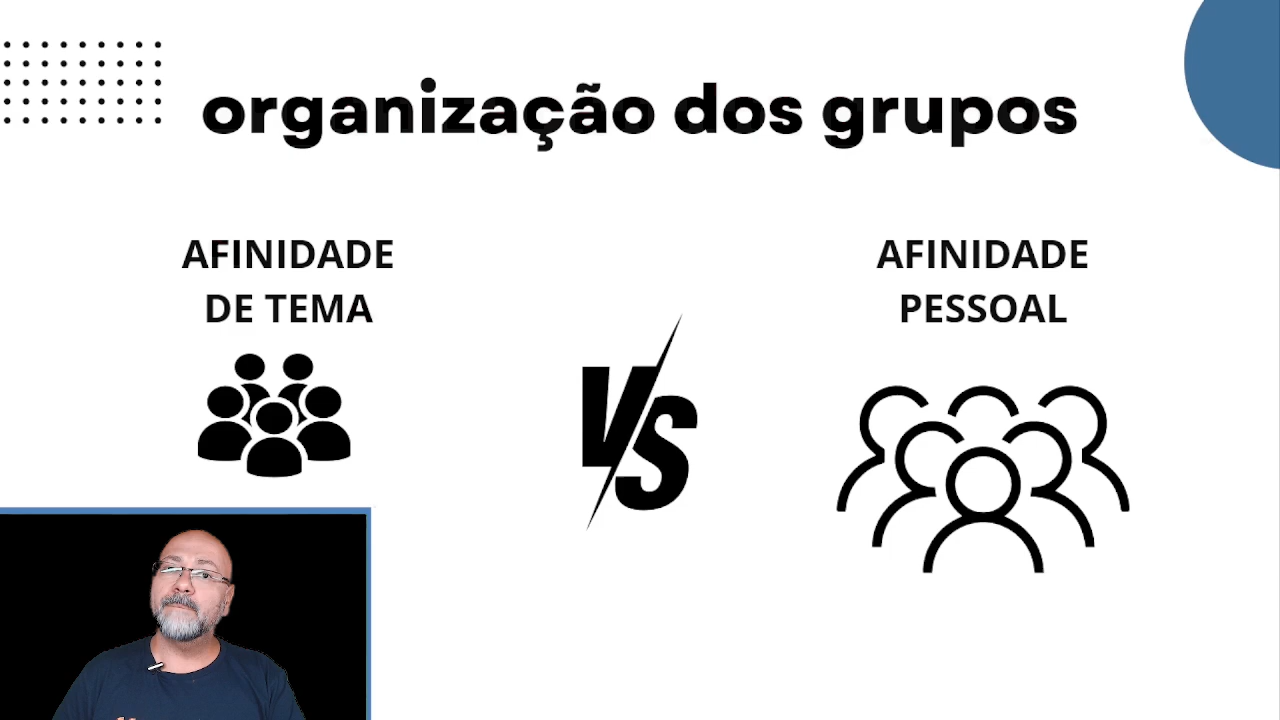 organização dos grupos
AFINIDADE
DE TEMA
AFINIDADE
PESSOAL
VS